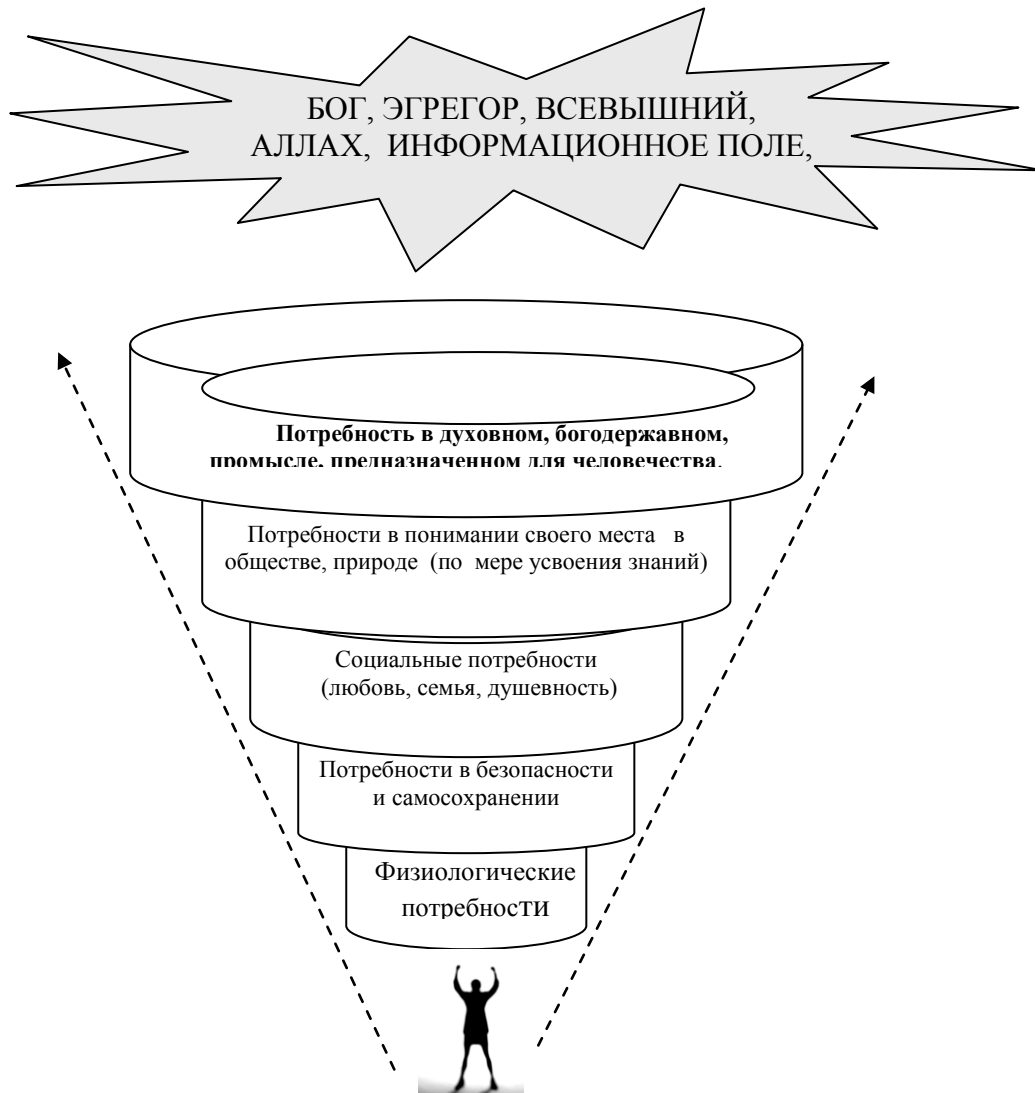 БОГ, ЭГРЕГОР, ВСЕВЫШНИЙ,
АЛЛАХ, ИНФОРМАЦИОННОЕ ПОЛЕ,
Потребность в духовном, богодержавном,
промысле, предназначенном для человечества.
Потребности в понимании своего места в
обществе, природе (по мере усвоения знаний)
Социальные потребности
(любовь, семья, душевность)
Потребности в безопасности
и самосохранении
Физиологические
потребности